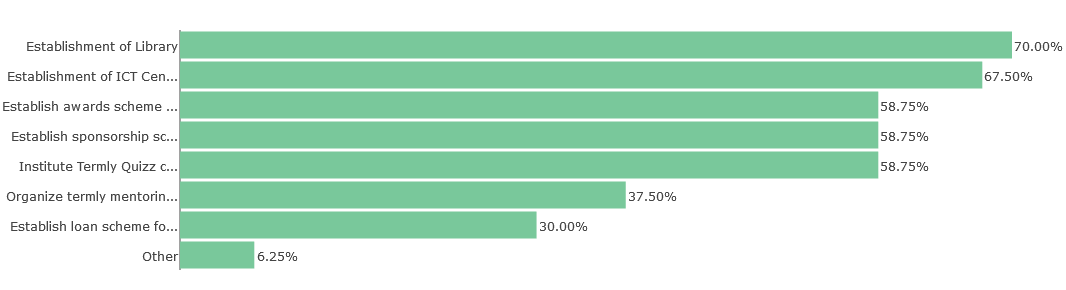 Establishment of Library 70.00%
Establishment of ICT Cen... 67.50%
Establish awards scheme ... 58.75%
Establish sponsorship sc... 58.75%
Institute Termly Quizz c... 58.75%
Organize termly mentorin... 37.50%
Establish loan scheme fo... 30.00%
Other 6.25%